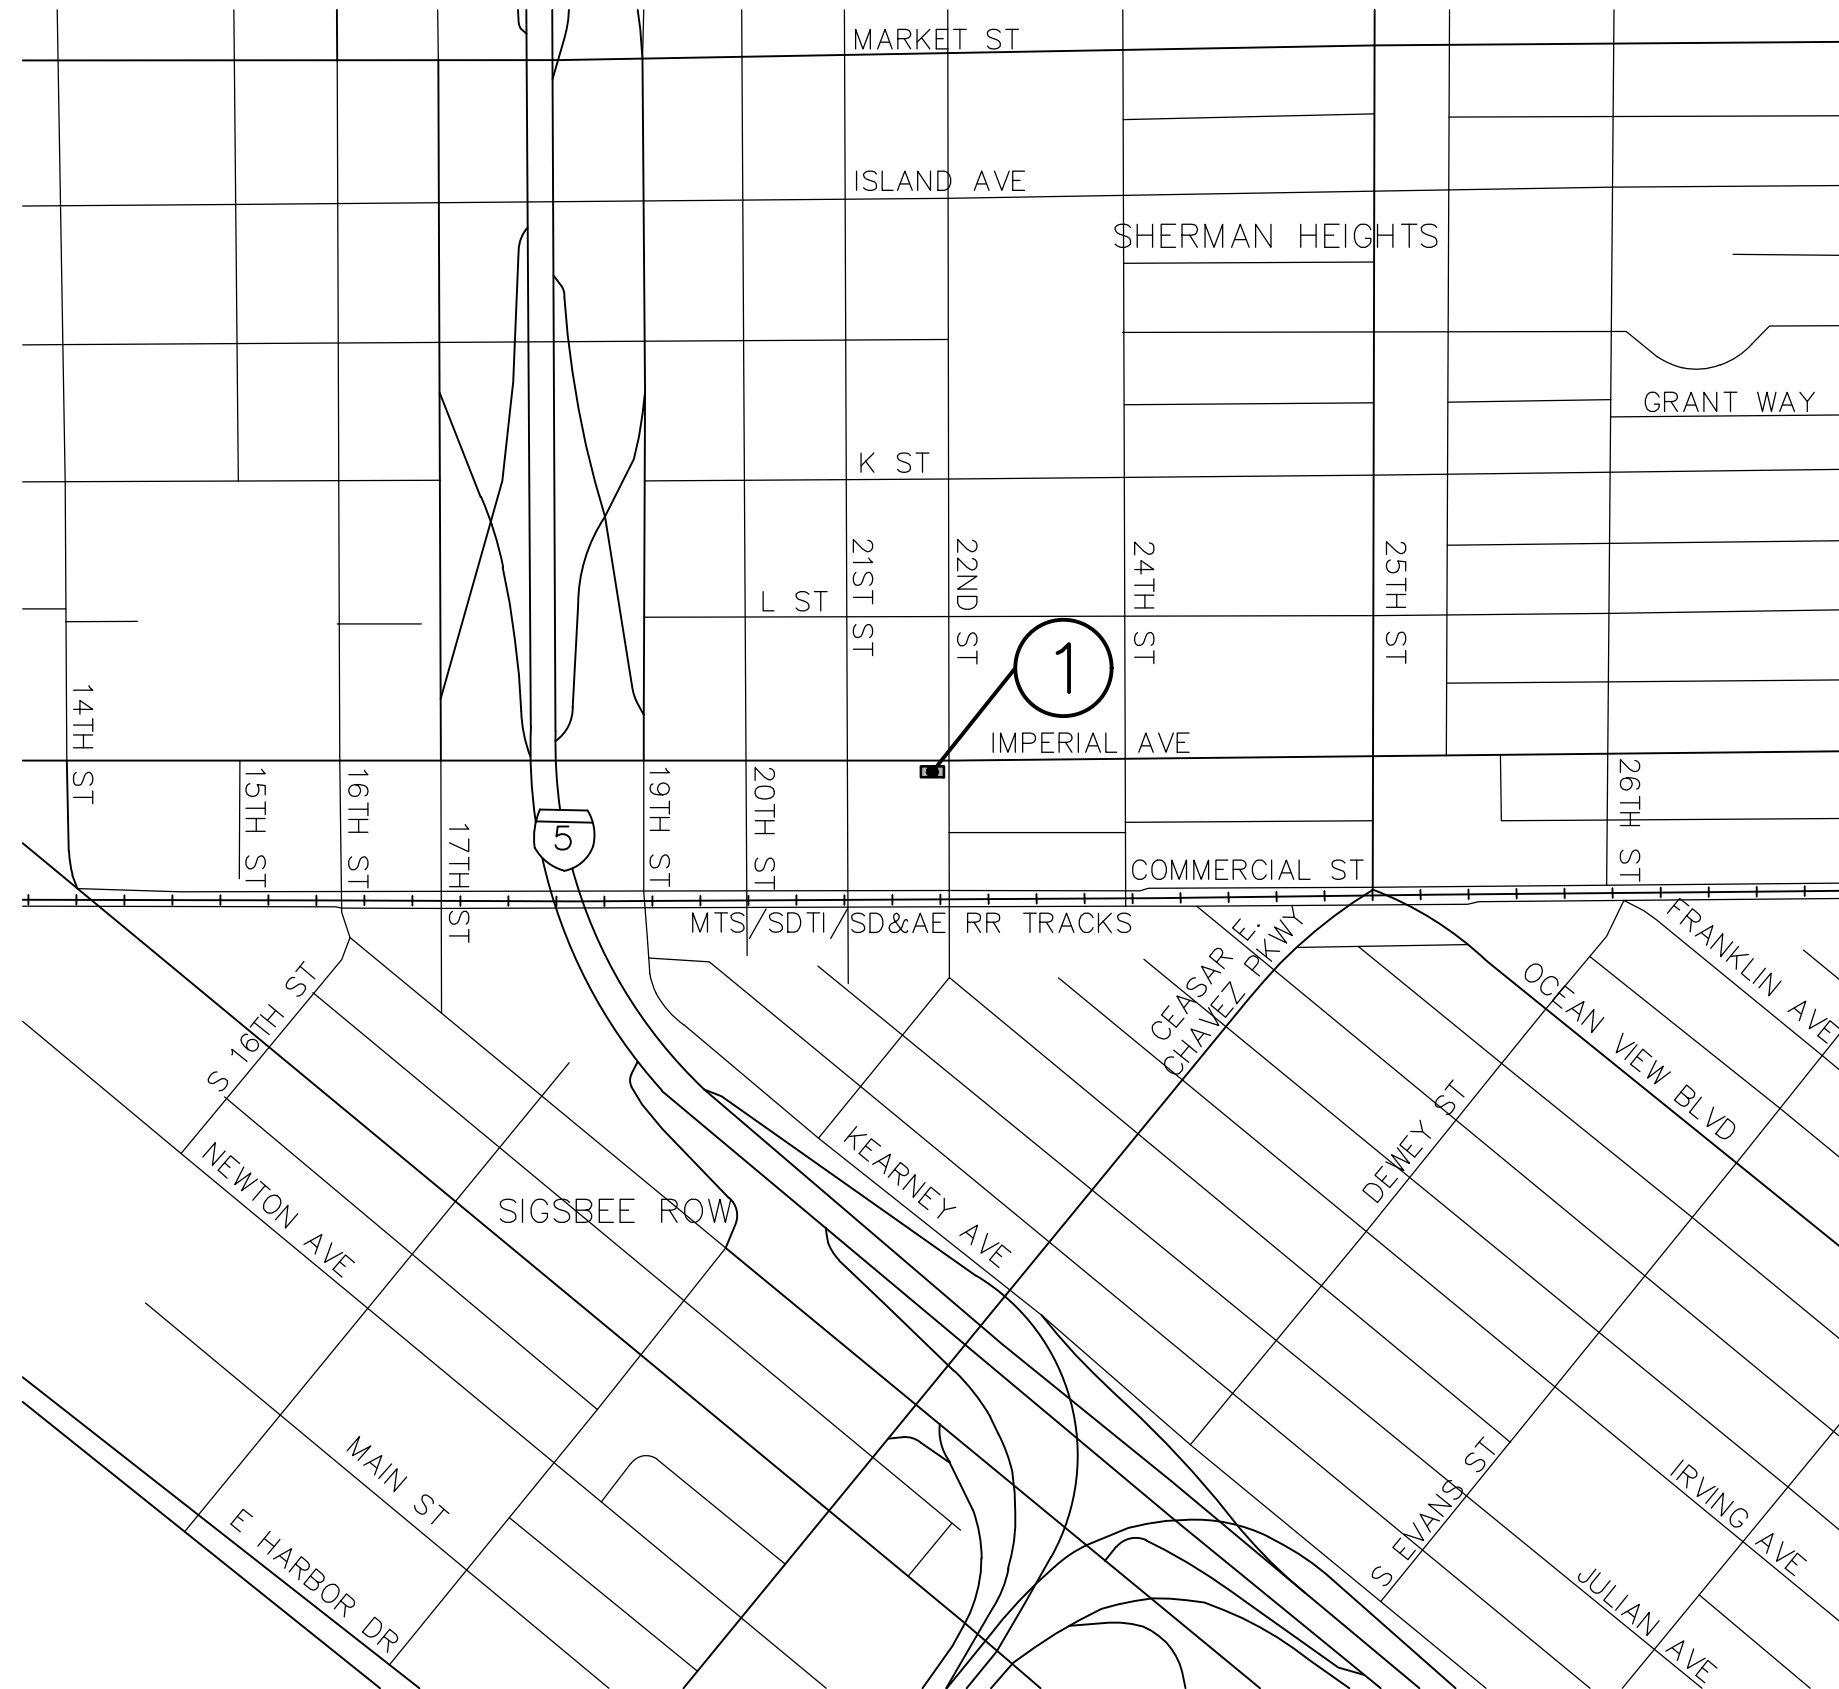 MARKET ST
ISLAND AVE
SHERMAN HEIGHTS
GRANT WAY
K ST
21ST ST
22ND ST
24TH ST
25TH ST
L ST
1
14TH ST
IMPERIAL AVE
15TH ST
16TH ST
17TH ST
5
19TH ST
20TH ST
26TH ST
COMMERCIAL ST
MTS/SDTI/SD&AE RR TRACKS
CEASAR E.
CHAVEZ PKWY
FRANKLIN AVE
OCEAN VIEW BLVD
S 16TH ST
DEWEY ST
KEARNEY AVE
NEWTON AVE
SIGSBEE ROW
MAIN ST
E HARBOR DR
S EVANS ST
IRVING AVE
JULIAN AVE